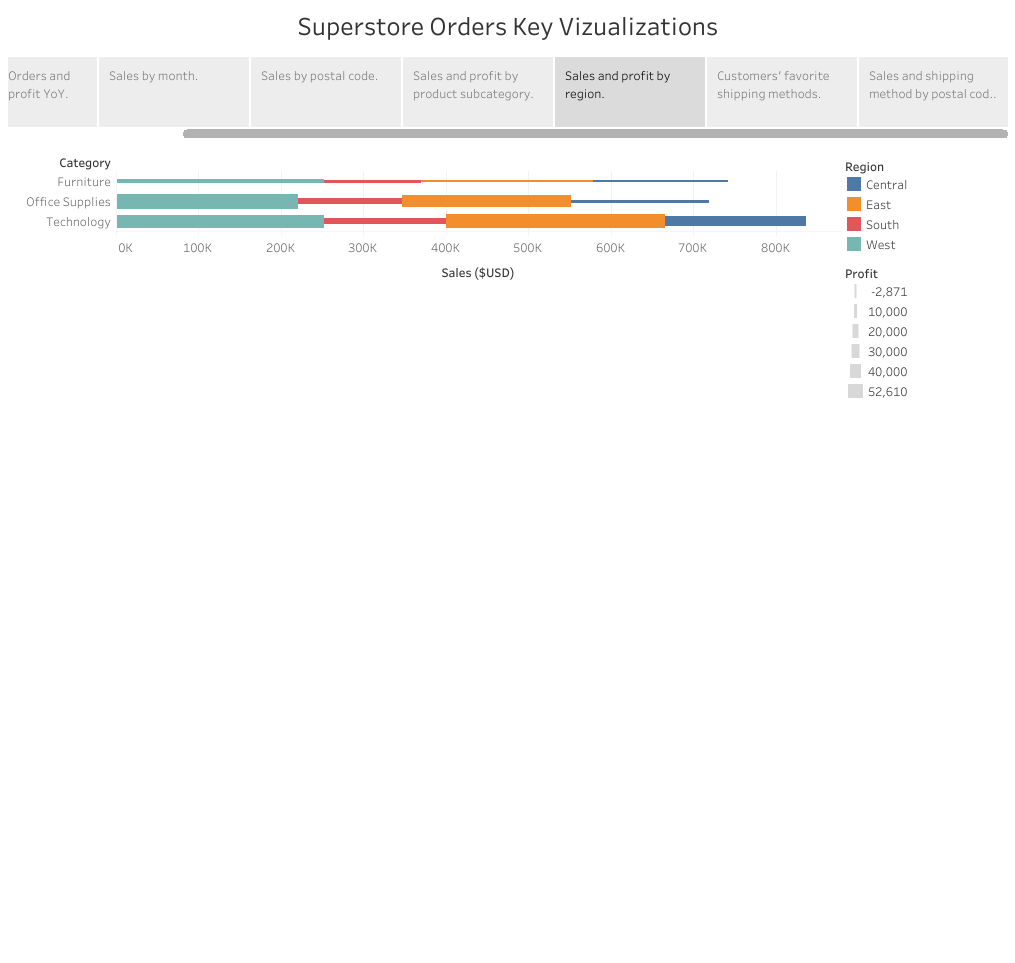 Superstore Orders Key Vizualizations
Orders and
profit YoY.
Sales by month.
Sales by postal code.
Sales and profit by
product subcategory.
Sales and profit by
region.
Customers' favorite
shipping methods.
Sales and shipping
method by postal cod..
Category
Furniture
Office Supplies
Technology
0K 100K 200K 300K 400K 500K 600K 700K 800K
Sales ($USD)
Region
Central
East
South
West
Profit
-2,871
10,000
20,000
30,000
40,000
52,610